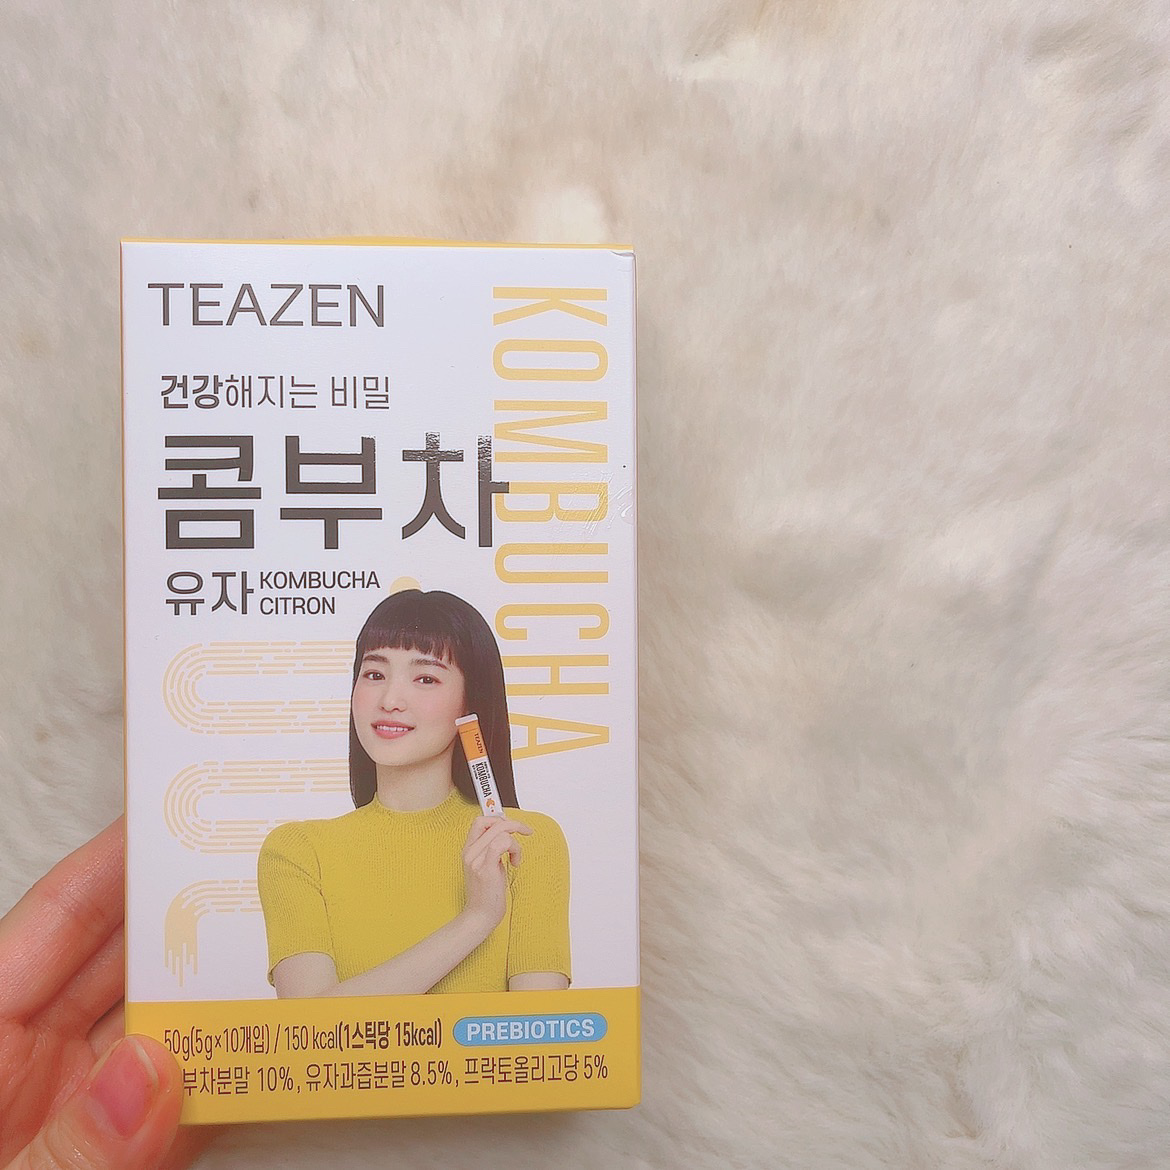 TEAZEN
건강해지는 비밀
콤부차
유자 KOMBUCHA
CITRON
KOMBUCHA
TEAZEN
KOMBUCHA
50g(5g×10개입) / 150 kcal(1스틱당 15kcal) PREBIOTICS
부차분말 10%, 유자과즙분말 8.5%, 프락토올리고당 5%